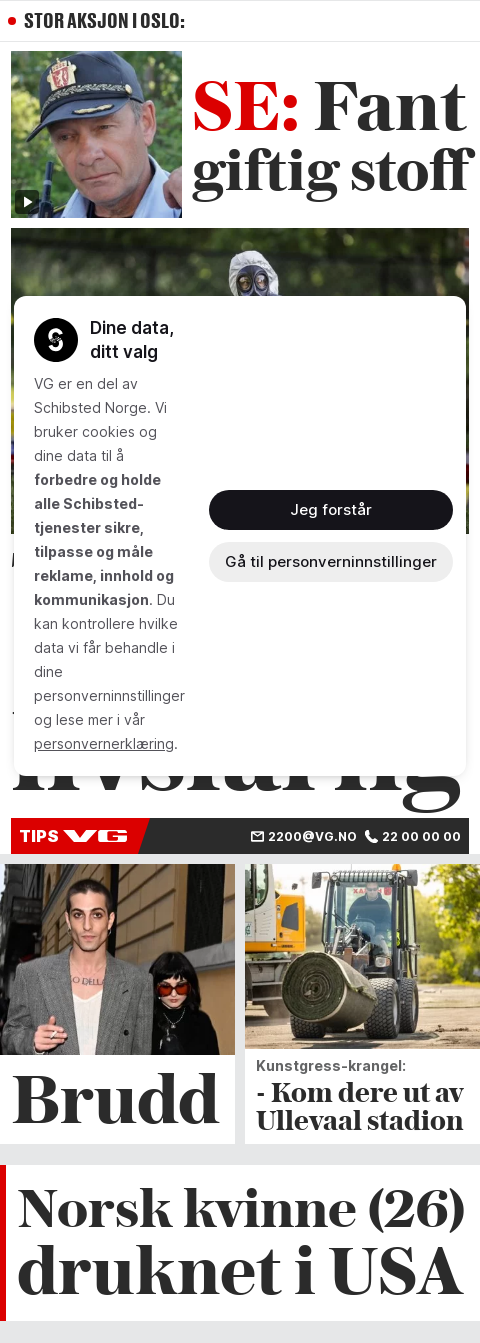 STOR AKSJON I OSLO:
SE: Fant
giftig stoff
Dine data,
ditt valg
VG er en del av
Schibsted Norge. Vi
bruker cookies og
dine data til å
forbedre og holde
alle Schibsted-
tjenester sikre,
tilpasse og måle
reklame, innhold og
kommunikasjon. Du
kan kontrollere hvilke
data vi får behandle i
dine
personverninnstillinger
og lese mer i vår
personvernerklæring.
Jeg forstår
Gå til personverninnstillinger
TIPS VG
2200@VG.NO
22 00 00 00
Brudd
Kunstgress-krangel:
- Kom dere ut av
Ullevaal stadion
Norsk kvinne (26)
druknet i USA